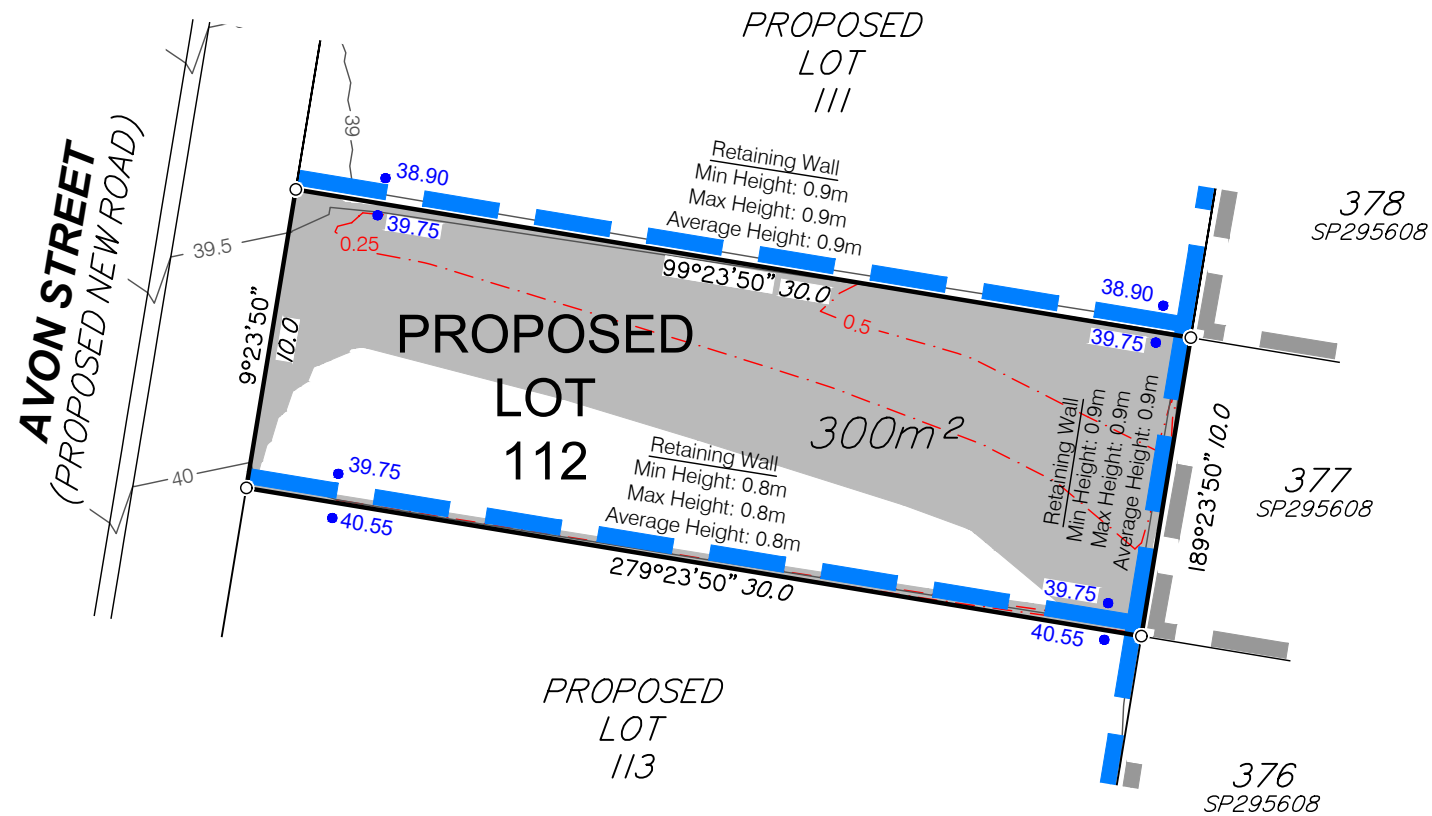 PROPOSED
LOT
111
AVON STREET
(PROPOSED NEW ROAD)
39
39.5
40
38.90
39.75
0.25
Retaining Wall
Min Height: 0.9m
Max Height: 0.9m
Average Height: 0.9m
99°23'50" 30.0
0.5
38.90
39.75
378
SP295608
9°23'50"
10.0
PROPOSED
LOT
112
300m²
Retaining Wall
Min Height: 0.9m
Max Height: 0.9m
Average Height: 0.9m
189°23'50" 10.0
377
SP295608
39.75
40.55
Retaining Wall
Min Height: 0.8m
Max Height: 0.8m
Average Height: 0.8m
279°23'50" 30.0
39.75
40.55
PROPOSED
LOT
113
376
SP295608